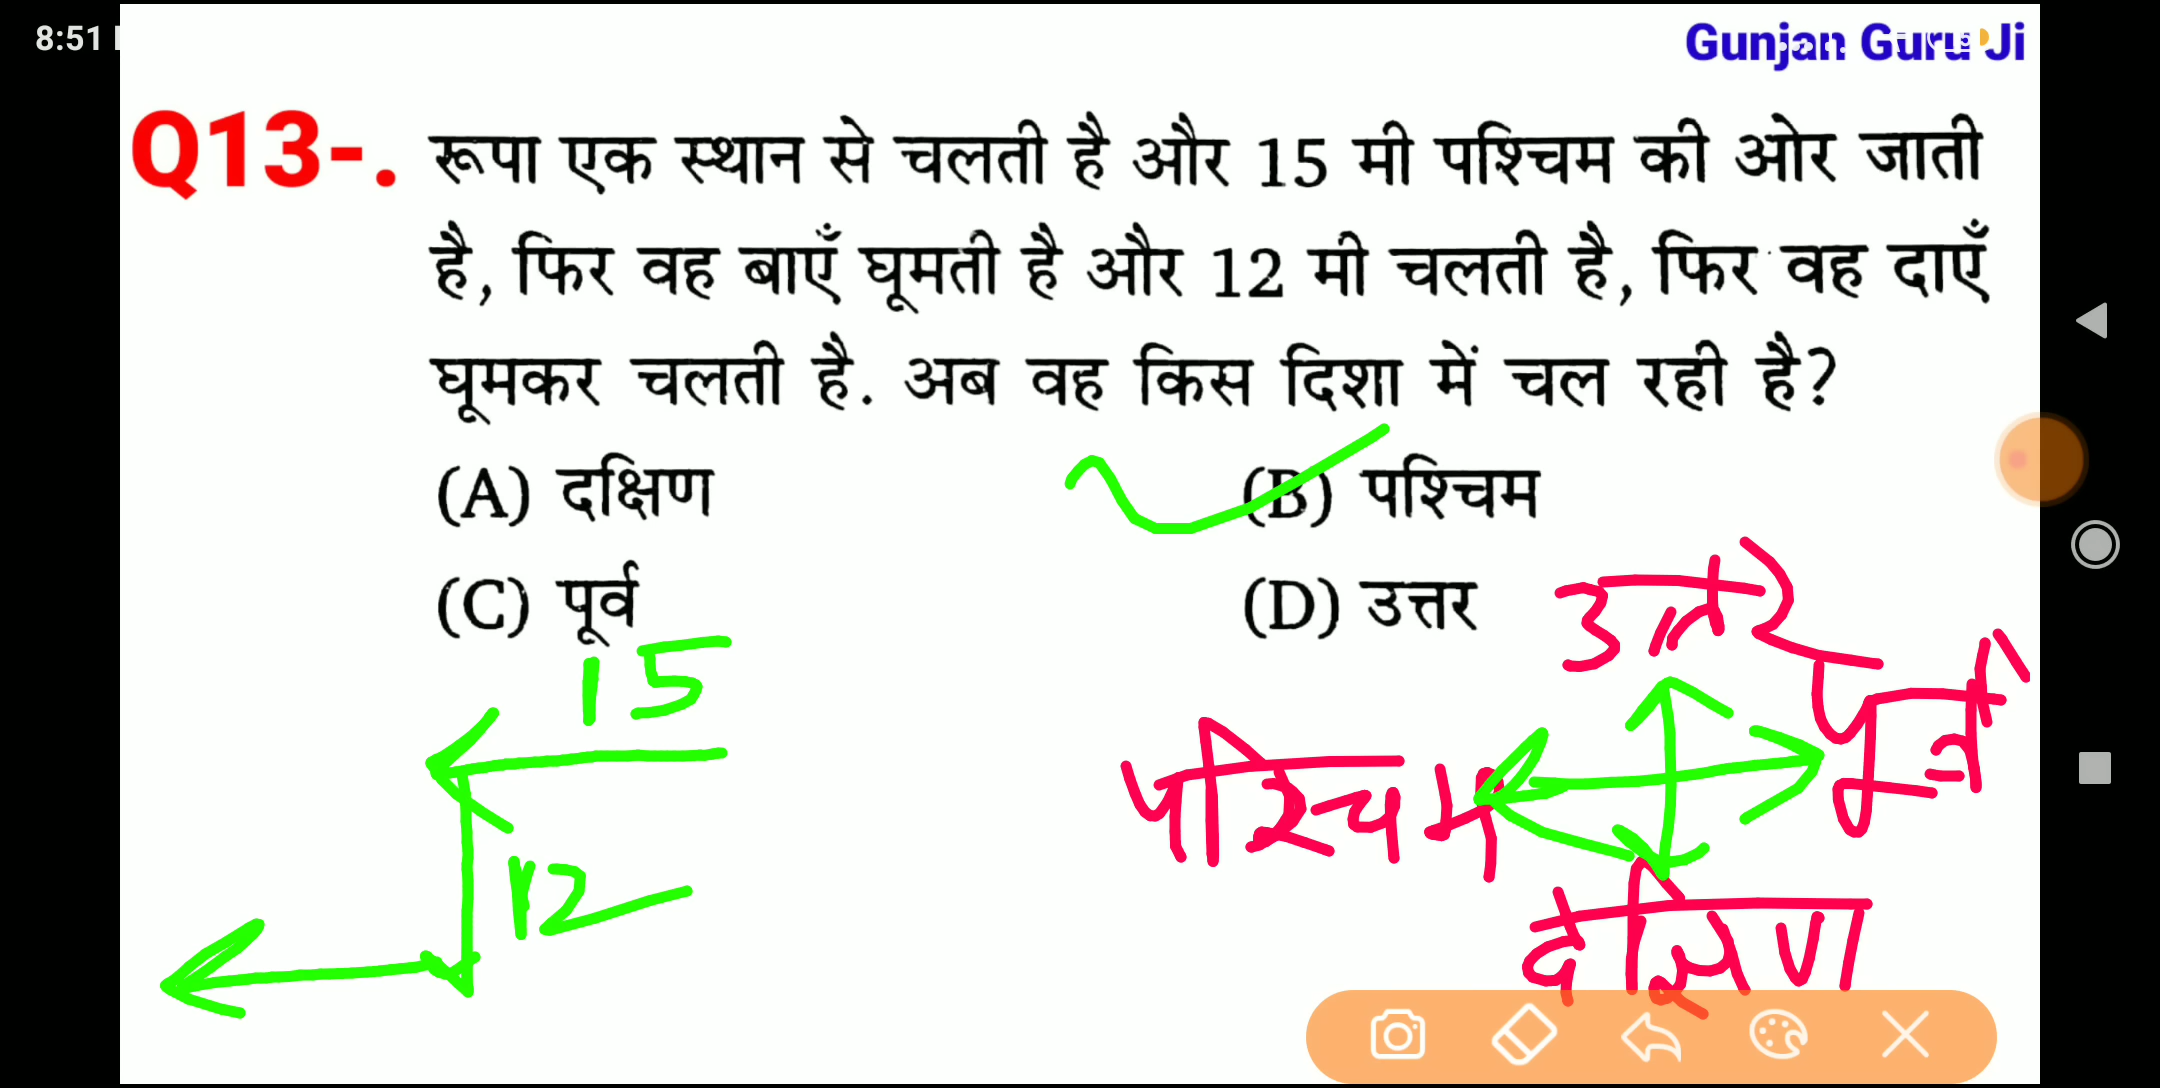 8:51
Gunjan Guru Ji
Q13-. रूपा एक स्थान से चलती है और 15 मी पश्चिम की ओर जाती
है, फिर वह बाएँ घूमती है और 12 मी चलती है, फिर वह दाएँ
घूमकर चलती है. अब वह किस दिशा में चल रही है?
(A) दक्षिण (B) पश्चिम
(C) पूर्व (D) उत्तर
15
12
उत्तर
पूर्व
पश्चिम
दक्षिण